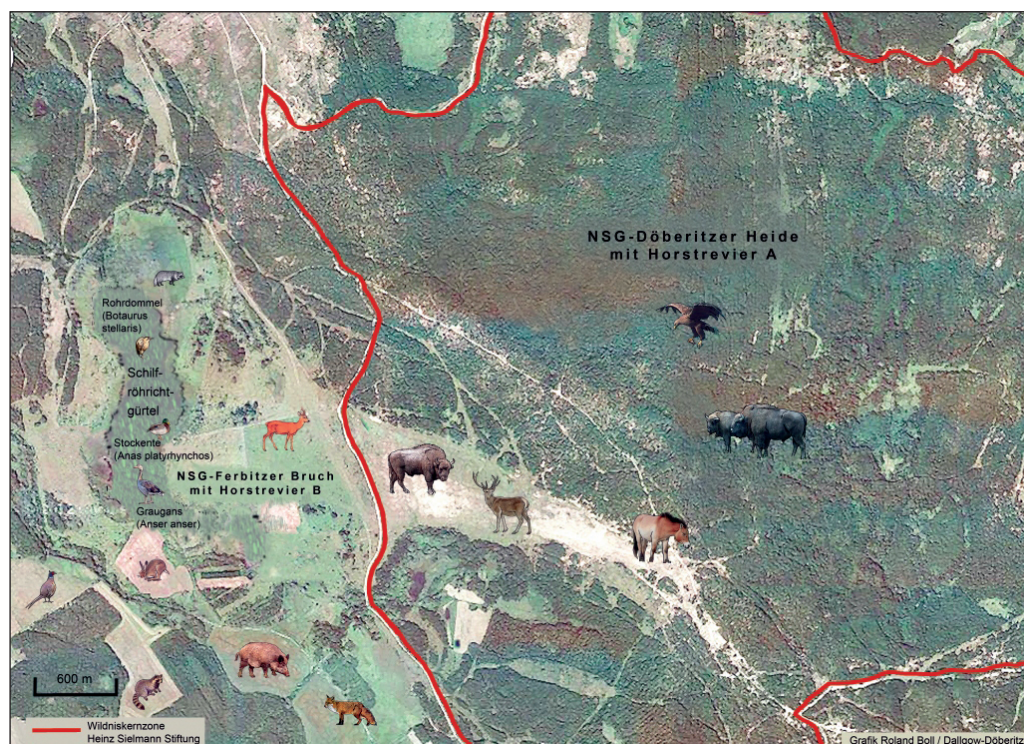 NSG-Döberitzer Heide
mit Horstrevier A
Rohrdommel
(Botaurus
stellaris)
Schilf-
röhricht-
gürtel
Stockente
(Anas platyrhynchos)
NSG-Ferbitzer Bruch
mit Horstrevier B
Graugans
(Anser anser)
600 m
Wildniskernzone
Heinz Sielmann Stiftung
Grafik Roland Boll / Dallgow-Döberitz